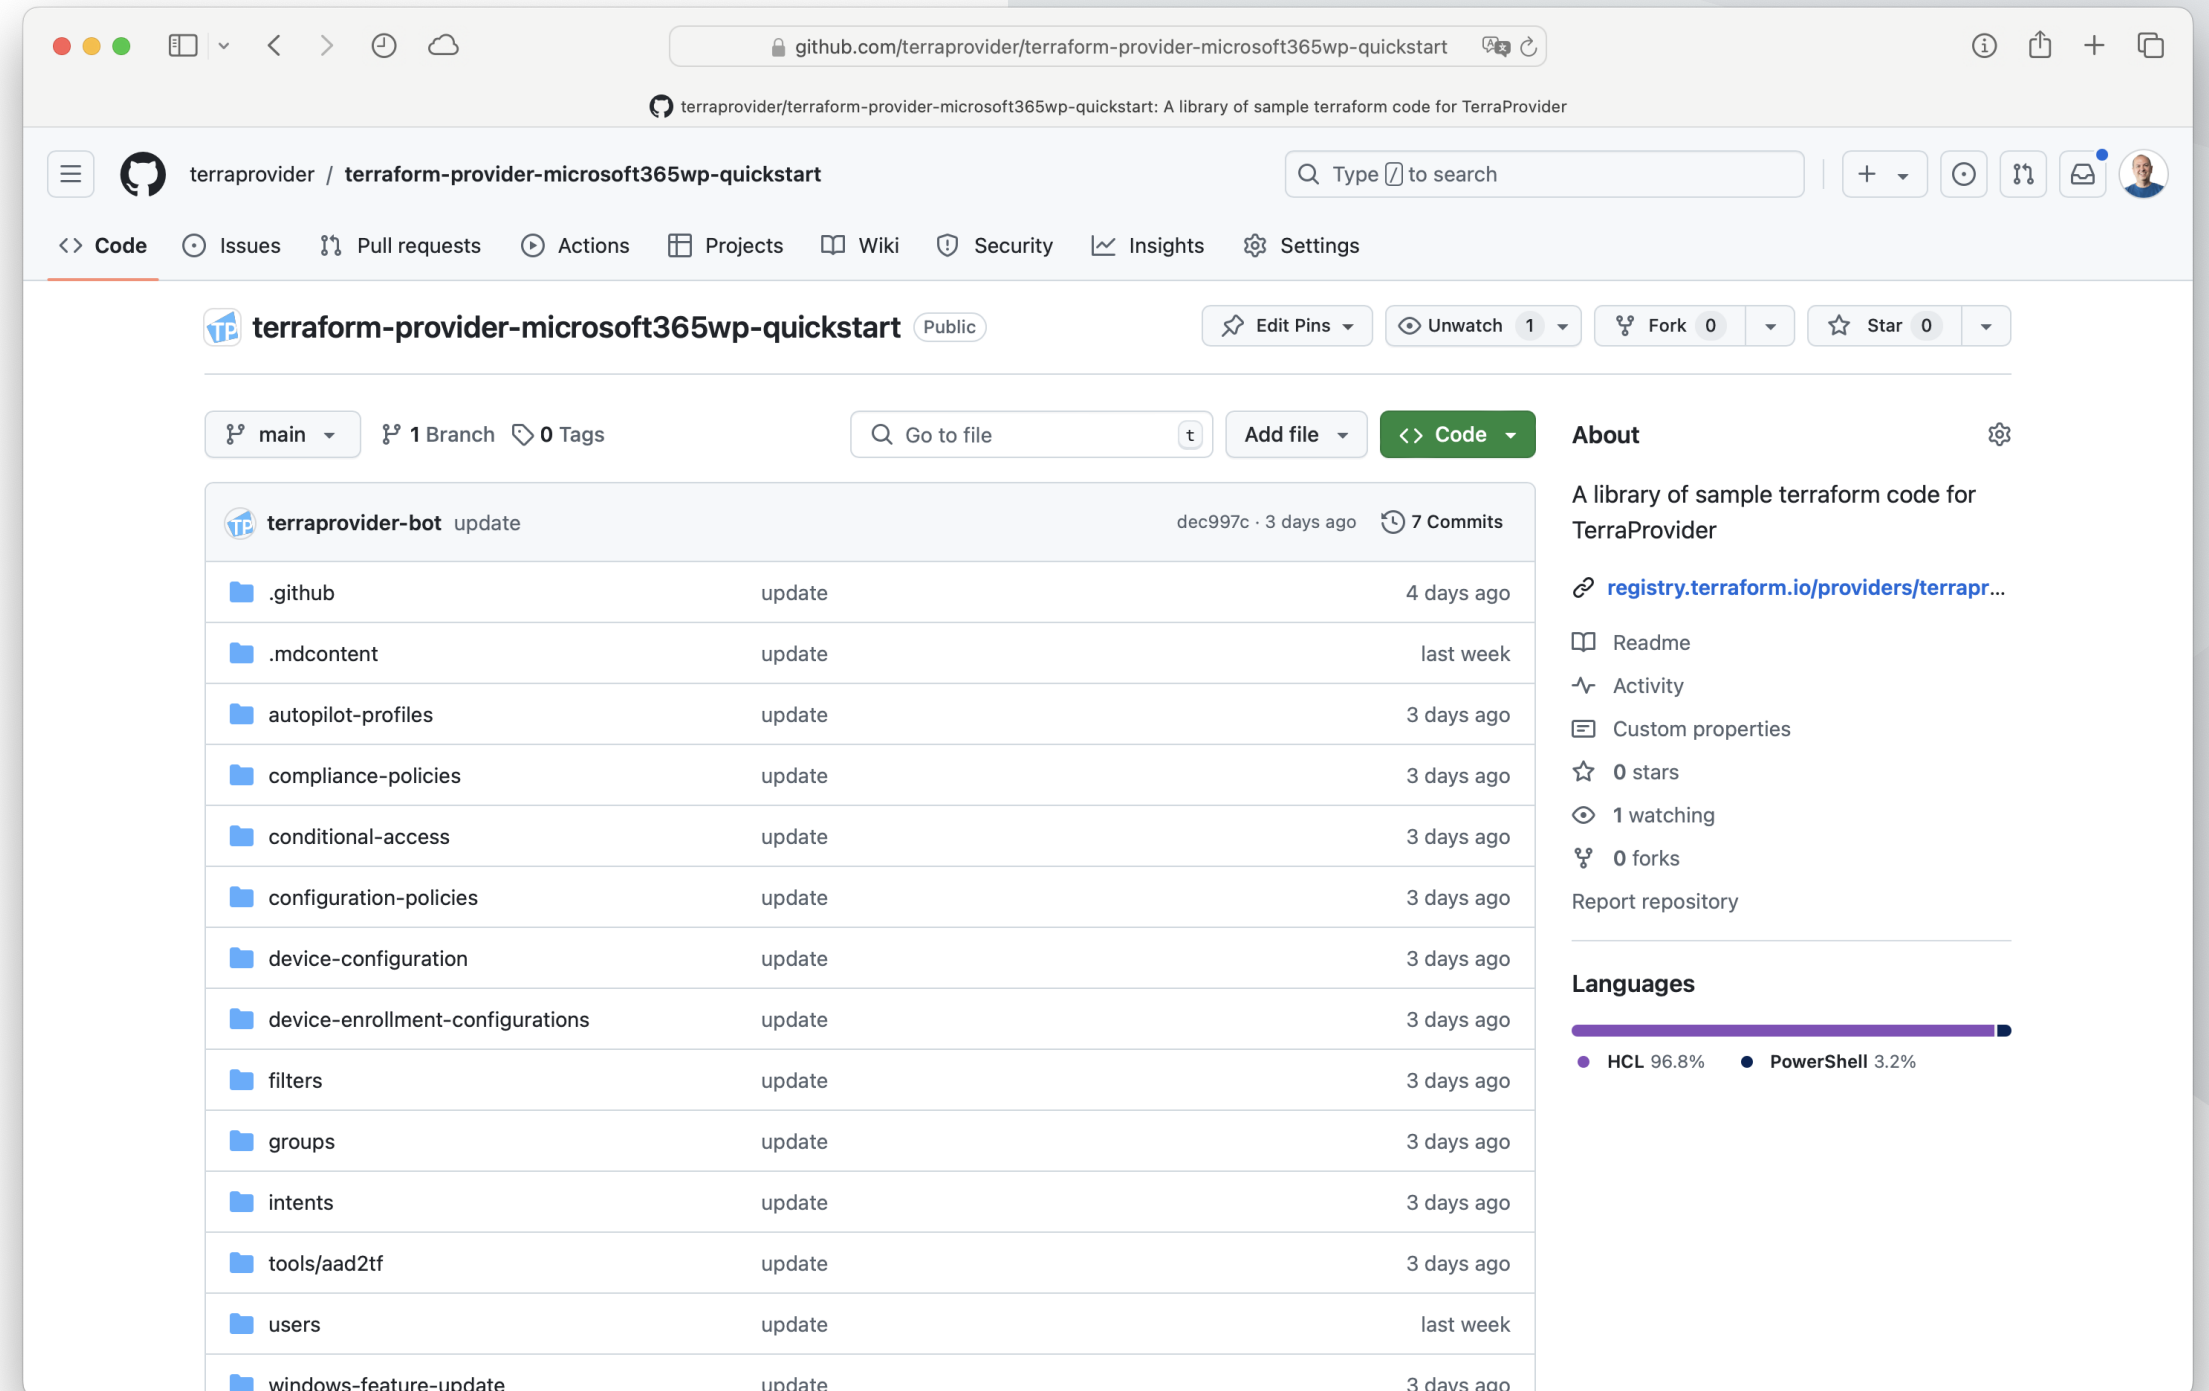 github.com/terraprovider/terraform-provider-microsoft365wp-quickstart
terraprovider/terraform-provider-microsoft365wp-quickstart: A library of sample terraform code for TerraProvider
terraprovider / terraform-provider-microsoft365wp-quickstart
Type / to search
Code Issues Pull requests Actions Projects Wiki Security Insights Settings
TP terraform-provider-microsoft365wp-quickstart Public
Edit Pins Unwatch 1 Fork 0 Star 0
main 1 Branch 0 Tags Go to file t Add file Code
TP terraprovider-bot update dec997c · 3 days ago 7 Commits
.github update 4 days ago
.mdcontent update last week
autopilot-profiles update 3 days ago
compliance-policies update 3 days ago
conditional-access update 3 days ago
configuration-policies update 3 days ago
device-configuration update 3 days ago
device-enrollment-configurations update 3 days ago
filters update 3 days ago
groups update 3 days ago
intents update 3 days ago
tools/aad2tf update 3 days ago
users update last week
windows-feature-update update 3 days ago
About
A library of sample terraform code for
TerraProvider
registry.terraform.io/providers/terrapr...
Readme
Activity
Custom properties
0 stars
1 watching
0 forks
Report repository
Languages
HCL 96.8% PowerShell 3.2%